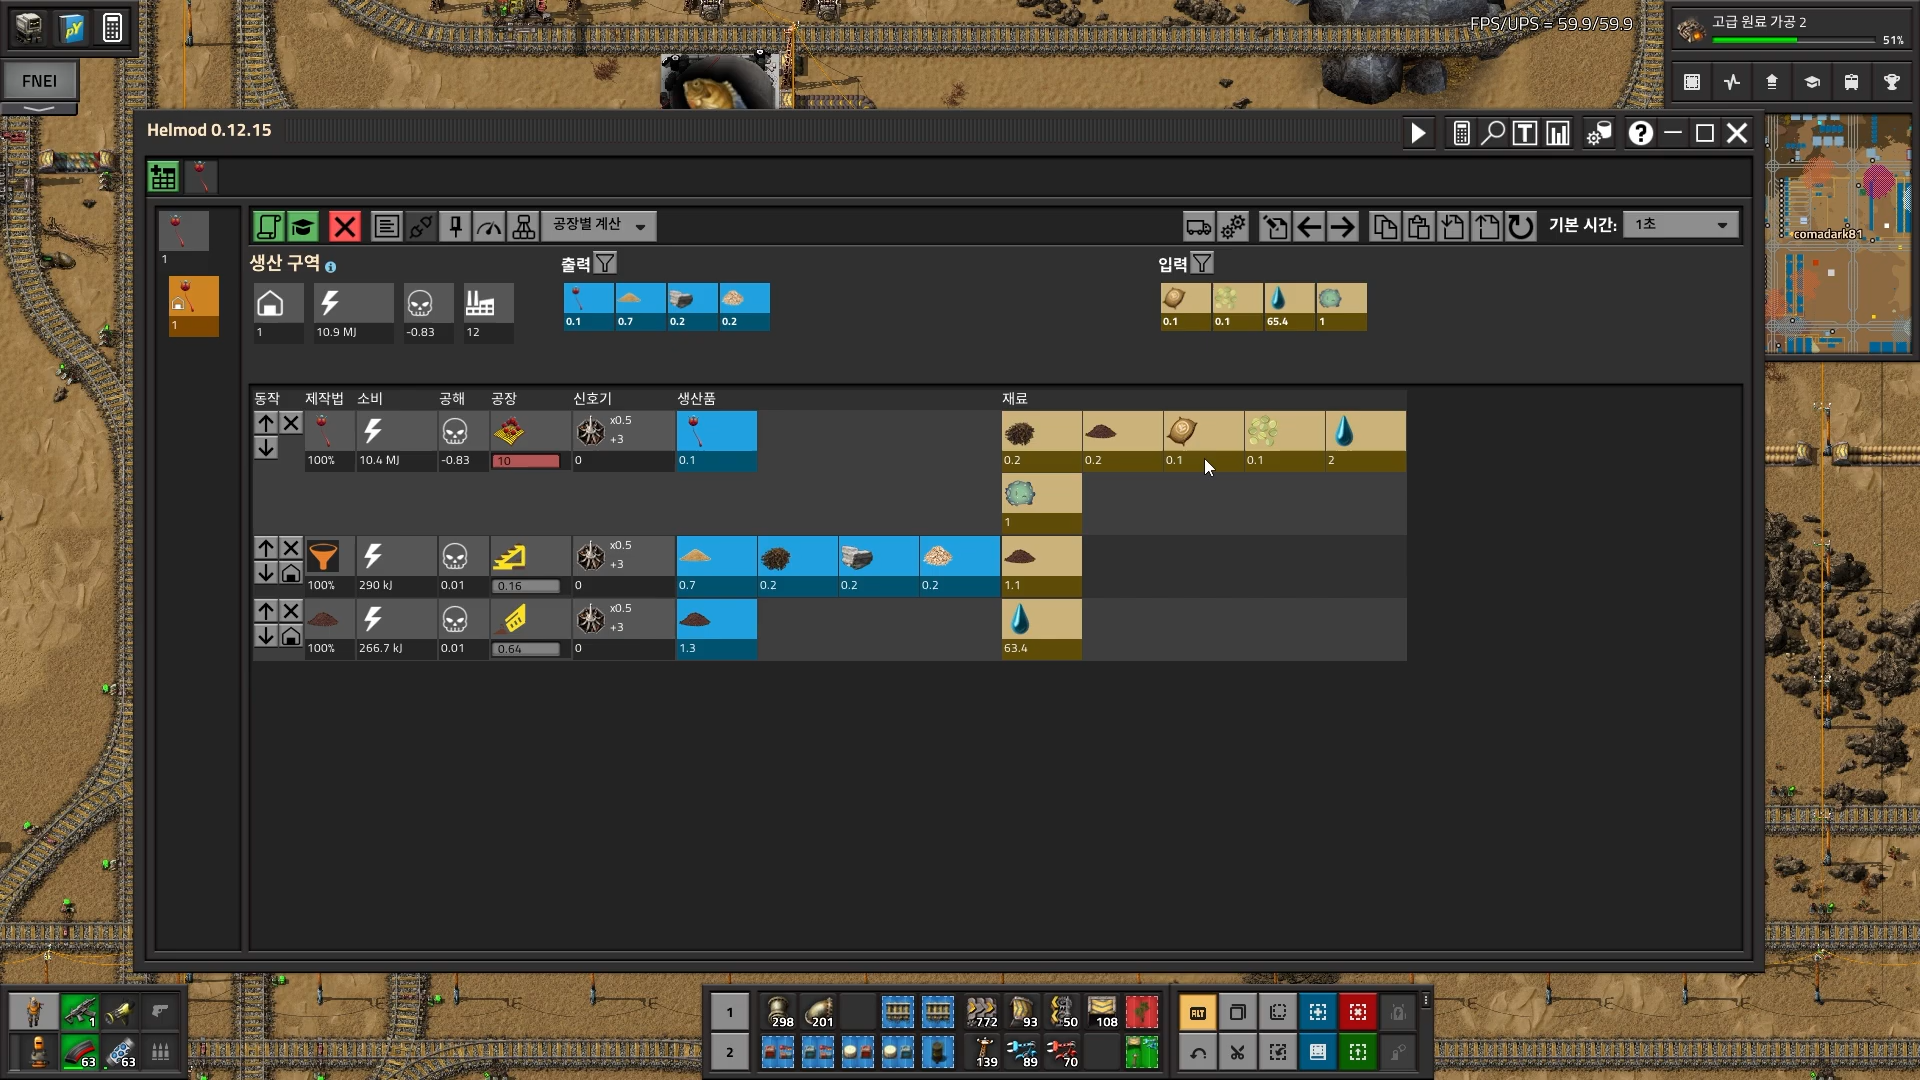 FPS/UPS = 59.9/59.9
고급 원료 가공 2
51%
FNEI
Helmod 0.12.15
comadark81
1
1
공장별 계산
기본 시간:
1초
생산 구역
출력
입력
1
10.9 MJ
-0.83
12
0.1
0.7
0.2
0.2
0.1
0.1
65.4
1
동작
제작법
소비
공해
공장
신호기
생산품
재료
x0.5
+3
100%
10.4 MJ
-0.83
10
0
0.1
0.2
0.2
0.1
0.1
2
1
x0.5
+3
100%
290 kJ
0.01
0.16
0
0.7
0.2
0.2
0.2
1.1
x0.5
+3
100%
266.7 kJ
0.01
0.64
0
1.3
63.4
1
63
63
1
298
201
772
93
50
108
ALT
2
139
89
70